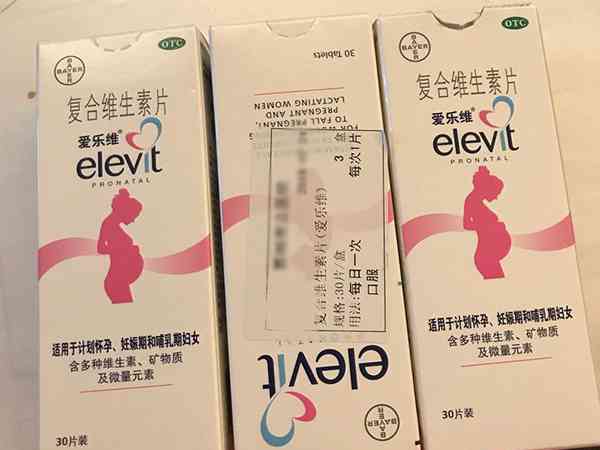 OTC
BAYER
复合维生素片
爱乐维®
elevit
PRONATAL
适用于计划怀孕、妊娠期和哺乳期妇女
含多种维生素、矿物质
及微量元素
30片装
30 Tablets
TO FALL PREGNANT,
PREGNANT AND
LACTATING WOMEN
复合维生素片(爱乐维)
3 盒
规格:30片/盒
用法:每日一次
每次1片
口服
elevit
BAYER
OTC
BAYER
复合维生素片
爱乐维®
elevit
PRONATAL
适用于计划怀孕、妊娠期和哺乳期妇女
含多种维生素、矿物质
及微量元素
30片装